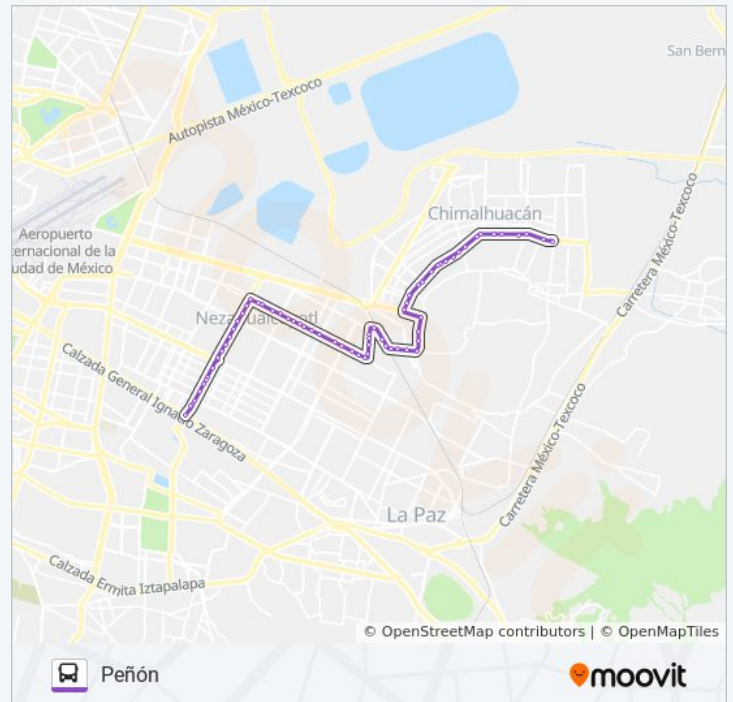 San Bern
Autopista México-Texcoco
Chimalhuacán
Aeropuerto
ternacional de la
udad de México
Carretera México-Texcoco
Calzada General Ignacio Zaragoza
La Paz
Carretera México-Texcoco
Calzada Ermita Iztapalapa
© OpenStreetMap contributors | © OpenMapTiles
Peñón
moovit